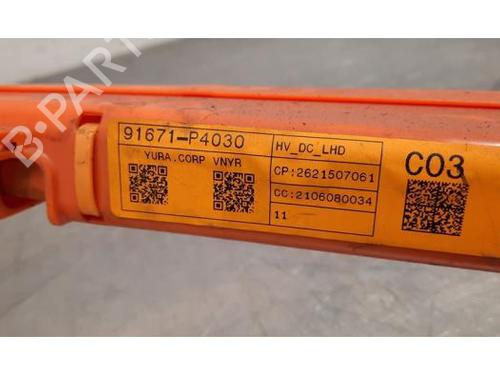 91671-P4030
YURA.CORP VNYR
HV_DC_LHD
CP:2621507061
CC:2106080034
11
C03
B-PARTS